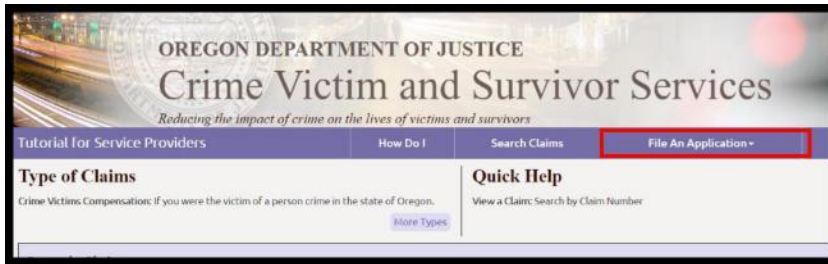 OREGON DEPARTMENT OF JUSTICE
Crime Victim and Survivor Services
Reducing the impact of crime on the lives of victims and survivors
Tutorial for Service Providers
How Do I
Search Claims
File An Application
Type of Claims
Crime Victims Compensation: If you were the victim of a person crime in the state of Oregon.
More Types
Quick Help
View a Claim: Search by Claim Number